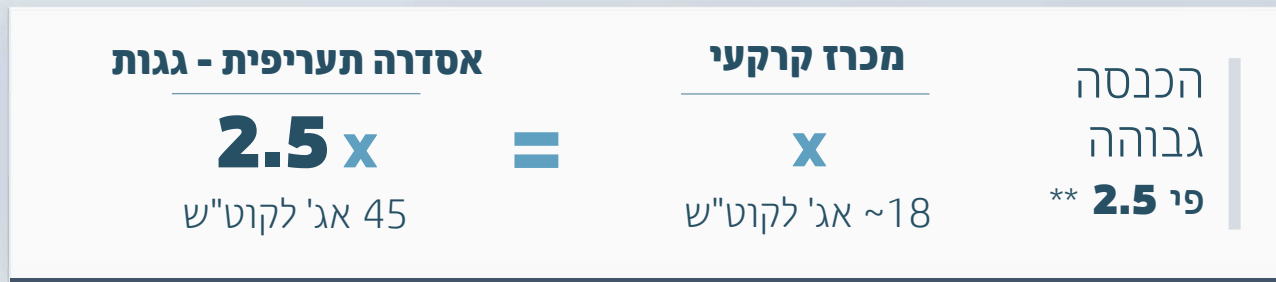 הכנסה
גבוהה
פי 2.5 **
מכרז קרקעי
x
~18 אג' לקוט"ש
=
אסדרה תעריפית - גגות
x 2.5
45 אג' לקוט"ש